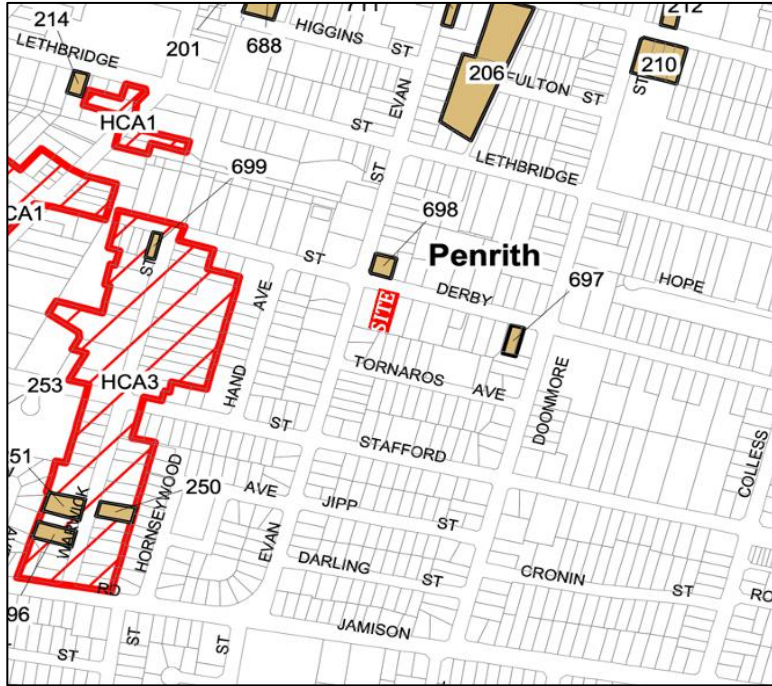 214
LETHBRIDGE
201
688
HIGGINS
ST
212
206
FULTON
ST
ST
210
EVAN
HCA1
ST
LETHBRIDGE
ST
699
CA1
698
Penrith
ST
ST
HOPE
DERBY
697
AVE
SITE
TORNAROS
AVE
253
HCA3
HAND
DOONMORE
ST
STAFFORD
COLLESS
51
WARWICK
250
AVE
JIPP
ST
HORNSEYWOOD
EVAN
DARLING
ST
CRONIN
ST
RO
RD
96
JAMISON
ST
ST
ST